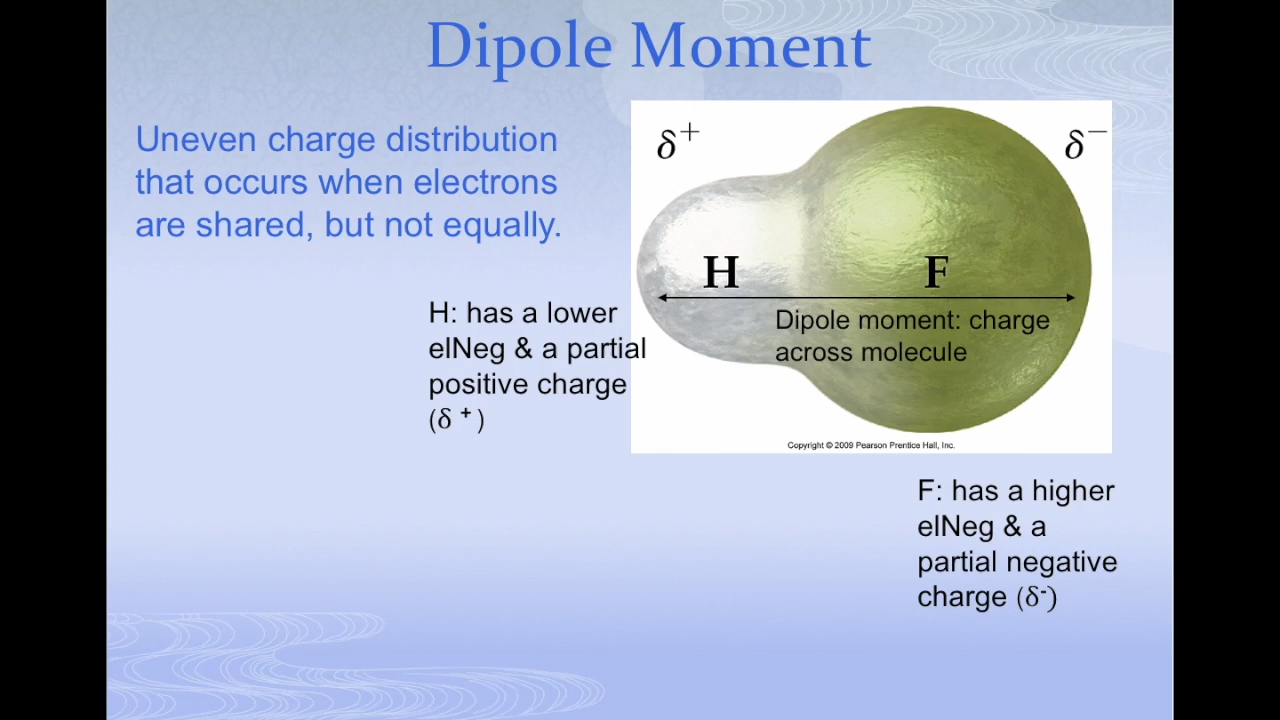 Dipole Moment
Uneven charge distribution
that occurs when electrons
are shared, but not equally.
δ⁺
δ⁻
H
F
Dipole moment: charge
across molecule
H: has a lower
elNeg & a partial
positive charge
(δ ⁺ )
Copyright © 2009 Pearson Prentice Hall, Inc.
F: has a higher
elNeg & a
partial negative
charge (δ⁻)